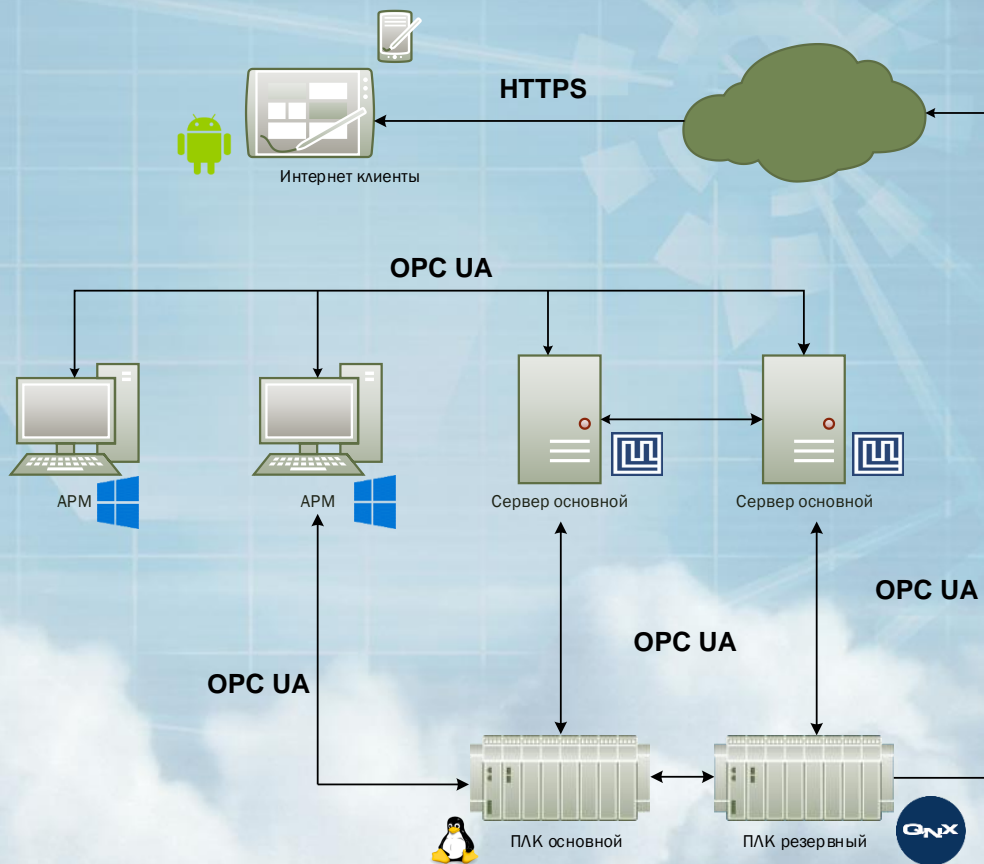 HTTPS
Интернет клиенты
OPC UA
АРМ
АРМ
Сервер основной
Сервер основной
OPC UA
OPC UA
OPC UA
ПЛК основной
ПЛК резервный
QNX